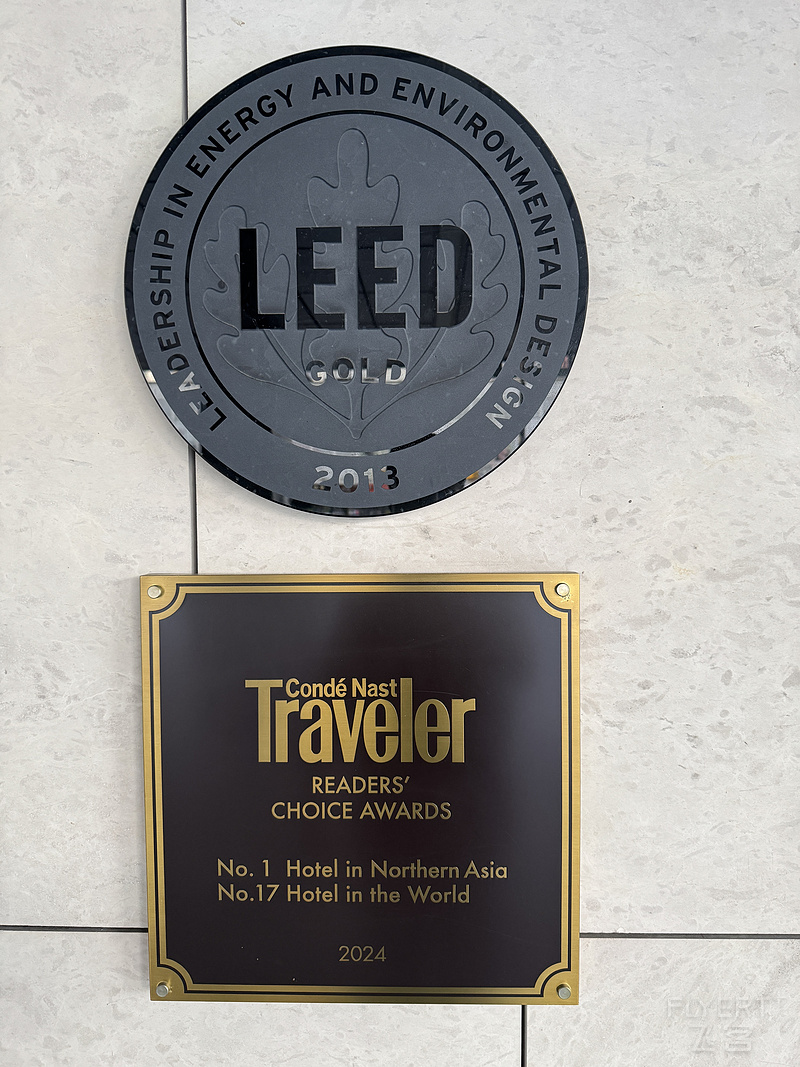 LEADERSHIP IN ENERGY AND ENVIRONMENTAL DESIGN
LEED
GOLD
2013
Condé Nast
Traveler
READERS’
CHOICE AWARDS
No. 1 Hotel in Northern Asia
No.17 Hotel in the World
2024
FLYERT